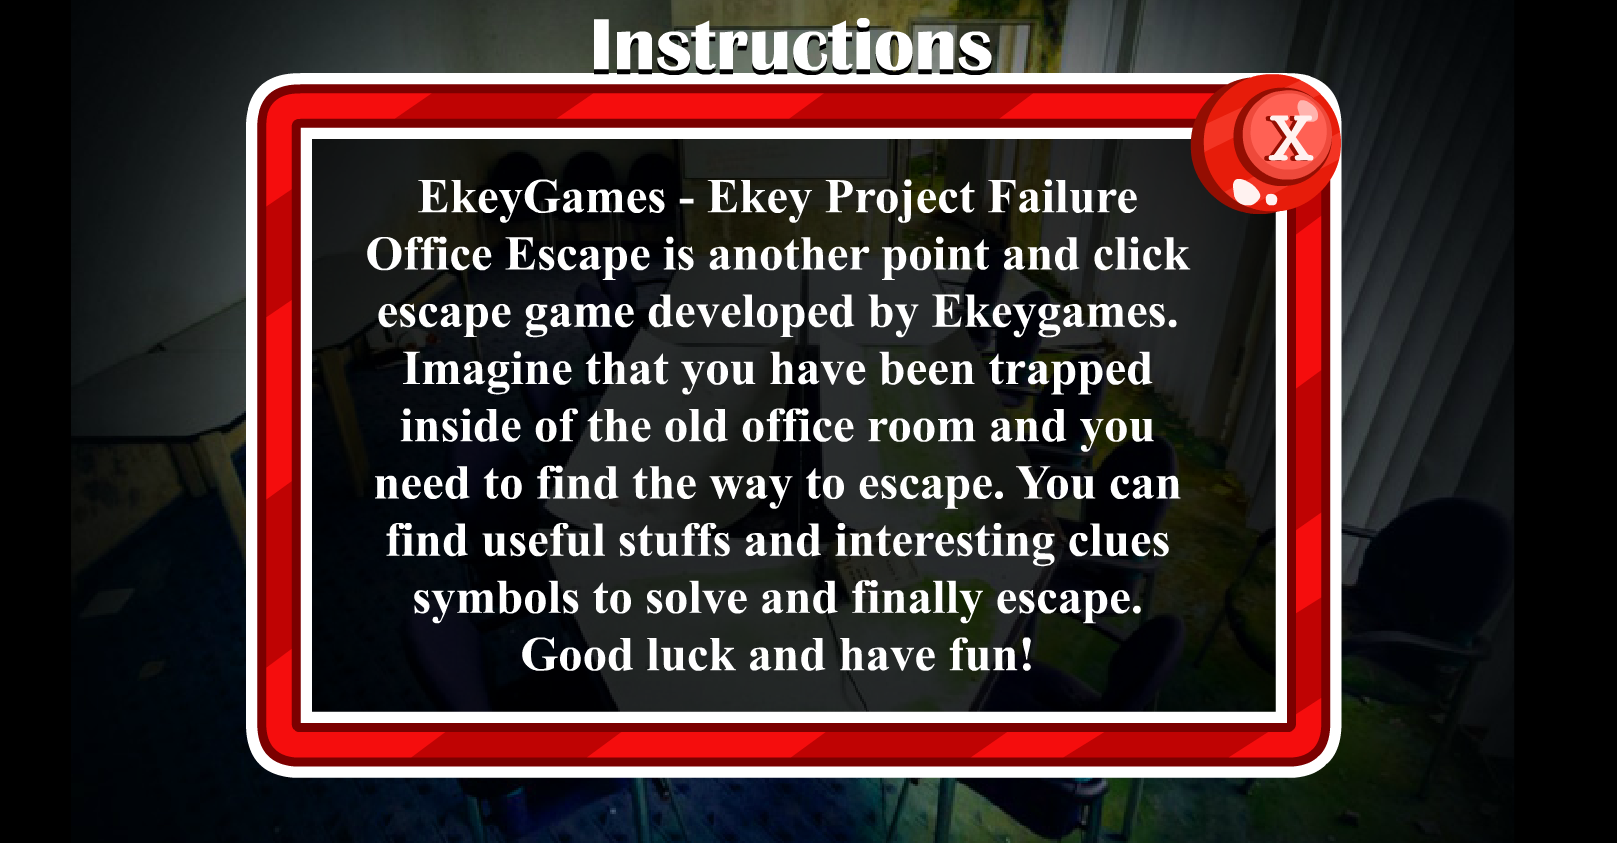 Instructions
X
EkeyGames - Ekey Project Failure
Office Escape is another point and click
escape game developed by Ekeygames.
Imagine that you have been trapped
inside of the old office room and you
need to find the way to escape. You can
find useful stuffs and interesting clues
symbols to solve and finally escape.
Good luck and have fun!